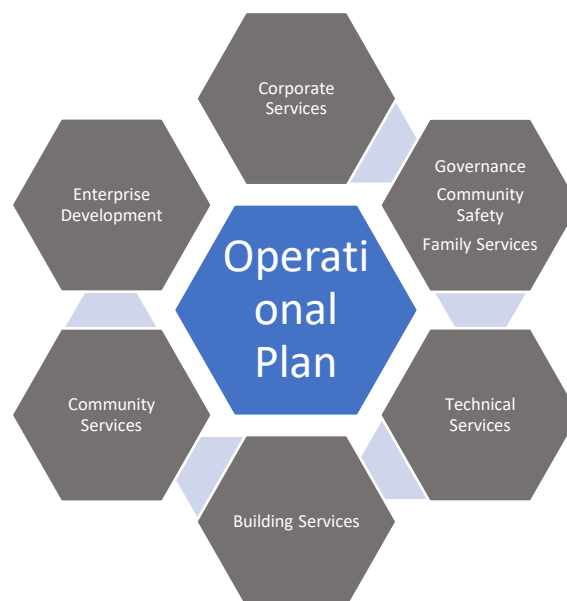 Corporate
Services
Governance
Community
Safety
Family Services
Enterprise
Development
Operati
onal
Plan
Community
Services
Technical
Services
Building Services